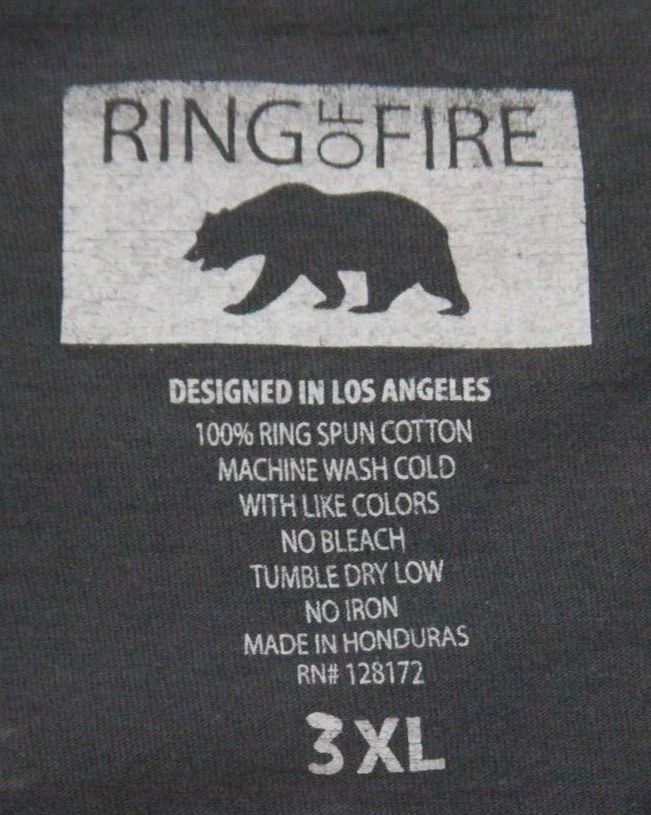 RING OF FIRE
DESIGNED IN LOS ANGELES
100% RING SPUN COTTON
MACHINE WASH COLD
WITH LIKE COLORS
NO BLEACH
TUMBLE DRY LOW
NO IRON
MADE IN HONDURAS
RN# 128172
3XL